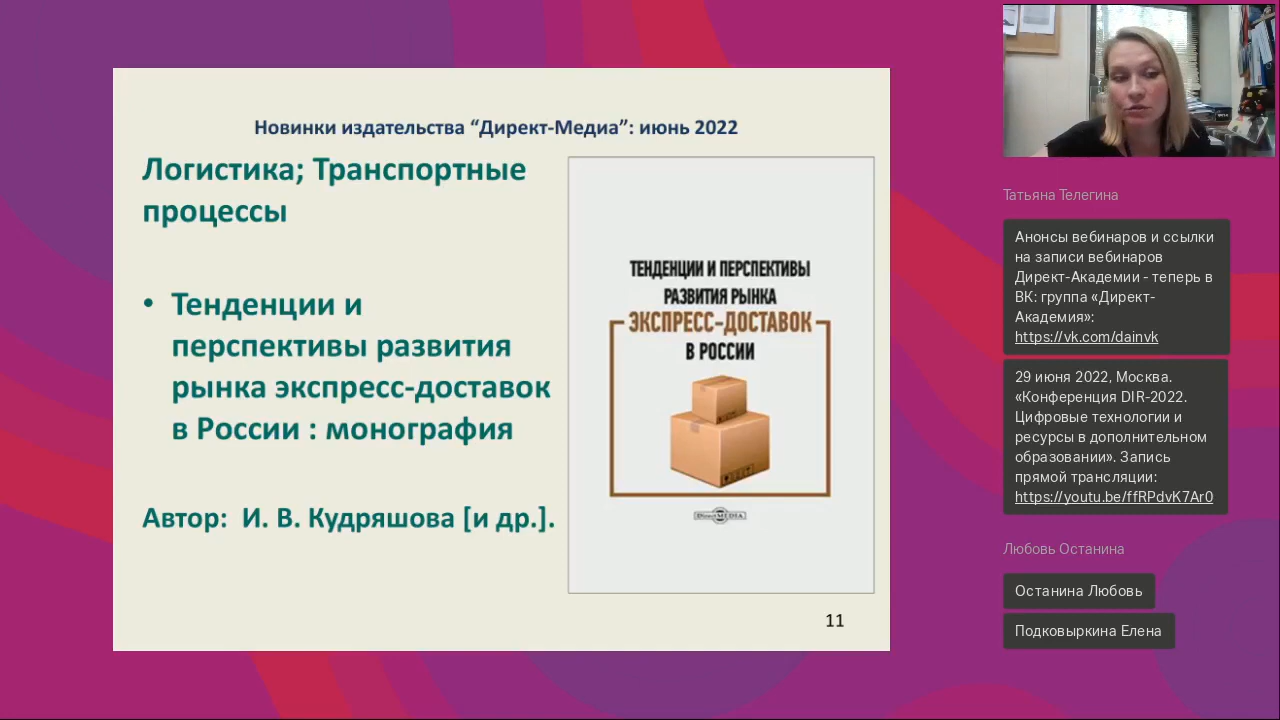 Новинки издательства “Директ-Медиа”: июнь 2022
Логистика; Транспортные
процессы
• Тенденции и
перспективы развития
рынка экспресс-доставок
в России : монография
Автор: И. В. Кудряшова [и др.].
ТЕНДЕНЦИИ И ПЕРСПЕКТИВЫ
РАЗВИТИЯ РЫНКА
ЭКСПРЕСС-ДОСТАВОК
В РОССИИ
DirectMEDIA
11
Татьяна Телегина
Анонсы вебинаров и ссылки
на записи вебинаров
Директ-Академии - теперь в
ВК: группа «Директ-
Академия»:
https://vk.com/dainvk
29 июня 2022, Москва.
«Конференция DIR-2022.
Цифровые технологии и
ресурсы в дополнительном
образовании». Запись
прямой трансляции:
https://youtu.be/ffRPdvK7Ar0
Любовь Останина
Останина Любовь
Подковыркина Елена